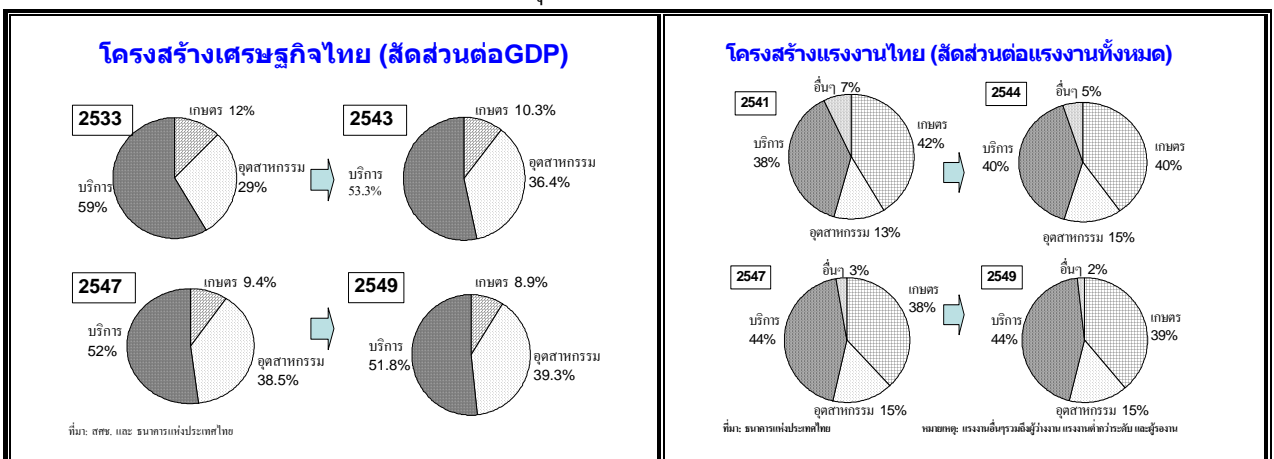 โครงสร้างเศรษฐกิจไทย (สัดส่วนต่อGDP)
2533
เกษตร 12%
อุตสาหกรรม
29%
บริการ
59%
2543
เกษตร 10.3%
อุตสาหกรรม
36.4%
บริการ
53.3%
2547
เกษตร 9.4%
บริการ
52%
อุตสาหกรรม
38.5%
2549
เกษตร 8.9%
บริการ
51.8%
อุตสาหกรรม
39.3%
ที่มา: สศช. และ ธนาคารแห่งประเทศไทย
โครงสร้างแรงงานไทย (สัดส่วนต่อแรงงานทั้งหมด)
2541
อื่นๆ 7%
เกษตร
42%
บริการ
38%
อุตสาหกรรม 13%
2544
อื่นๆ 5%
บริการ
40%
เกษตร
40%
อุตสาหกรรม 15%
2547
อื่นๆ 3%
เกษตร
38%
บริการ
44%
อุตสาหกรรม 15%
2549
อื่นๆ 2%
บริการ
44%
เกษตร
39%
อุตสาหกรรม 15%
ที่มา: ธนาคารแห่งประเทศไทย
หมายเหตุ: แรงงานอื่นๆรวมถึงผู้ว่างงาน แรงงานต่ำกว่าระดับ และผู้รองาน